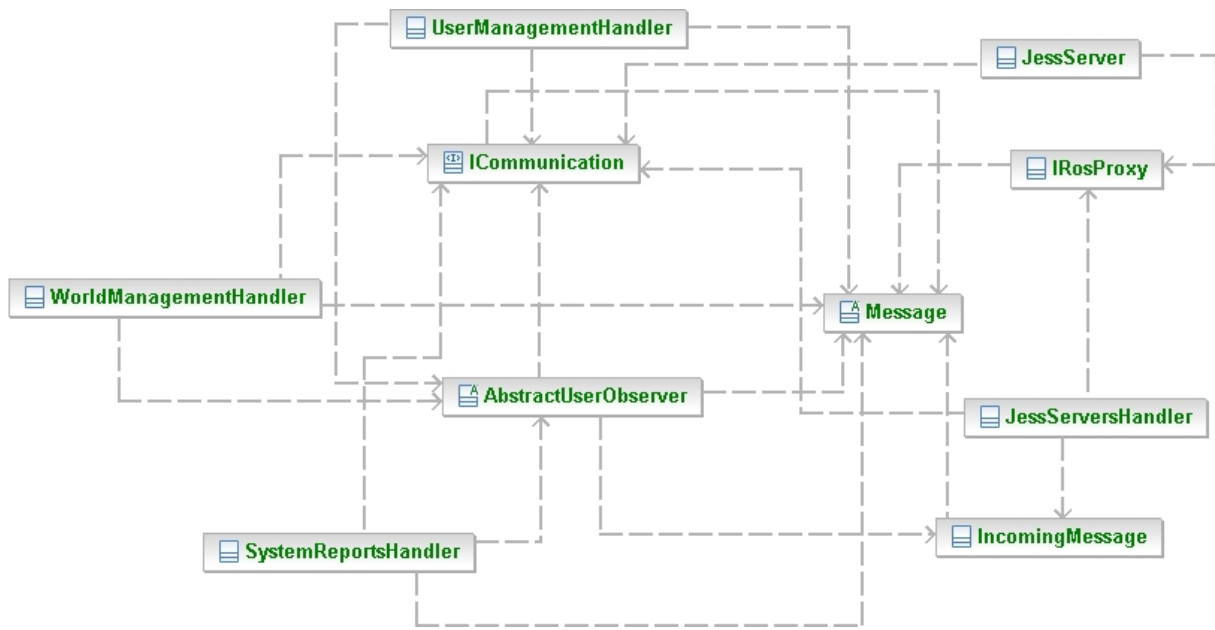 UserManagementHandler
JessServer
ICommunication
IRosProxy
WorldManagementHandler
Message
AbstractUserObserver
JessServersHandler
SystemReportsHandler
IncomingMessage